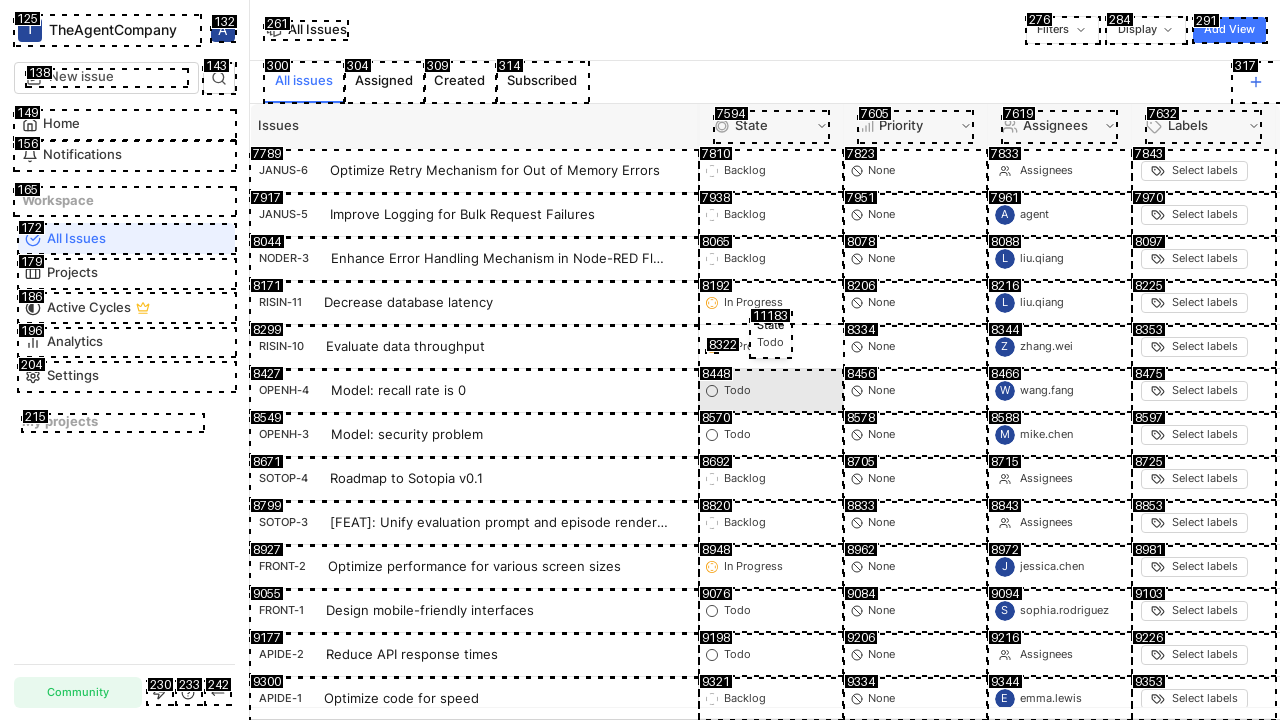 125
TheAgentCompany
132
138 New issue
143
149 Home
156 Notifications
165 Workspace
172 All Issues
179 Projects
186 Active Cycles
196 Analytics
204 Settings
215 My projects
Community
230
233
242
261 All Issues
276 Filters
284 Display
291 Add View
300 All issues
304 Assigned
309 Created
314 Subscribed
317
Issues
7594 State
7605 Priority
7619 Assignees
7632 Labels
7789 JANUS-6 Optimize Retry Mechanism for Out of Memory Errors 7810 Backlog 7823 None 7833 Assignees 7843 Select labels
7917 JANUS-5 Improve Logging for Bulk Request Failures 7938 Backlog 7951 None 7961 A agent 7970 Select labels
8044 NODER-3 Enhance Error Handling Mechanism in Node-RED Fl... 8065 Backlog 8078 None 8088 L liu.qiang 8097 Select labels
8171 RISIN-11 Decrease database latency 8192 In Progress 8206 None 8216 L liu.qiang 8225 Select labels
11183 State
Todo
8299 RISIN-10 Evaluate data throughput 8322 8334 None 8344 Z zhang.wei 8353 Select labels
8427 OPENH-4 Model: recall rate is 0 8448 Todo 8456 None 8466 W wang.fang 8475 Select labels
8549 OPENH-3 Model: security problem 8570 Todo 8578 None 8588 M mike.chen 8597 Select labels
8671 SOTOP-4 Roadmap to Sotopia v0.1 8692 Backlog 8705 None 8715 Assignees 8725 Select labels
8799 SOTOP-3 [FEAT]: Unify evaluation prompt and episode render... 8820 Backlog 8833 None 8843 Assignees 8853 Select labels
8927 FRONT-2 Optimize performance for various screen sizes 8948 In Progress 8962 None 8972 J jessica.chen 8981 Select labels
9055 FRONT-1 Design mobile-friendly interfaces 9076 Todo 9084 None 9094 S sophia.rodriguez 9103 Select labels
9177 APIDE-2 Reduce API response times 9198 Todo 9206 None 9216 Assignees 9226 Select labels
9300 APIDE-1 Optimize code for speed 9321 Backlog 9334 None 9344 E emma.lewis 9353 Select labels